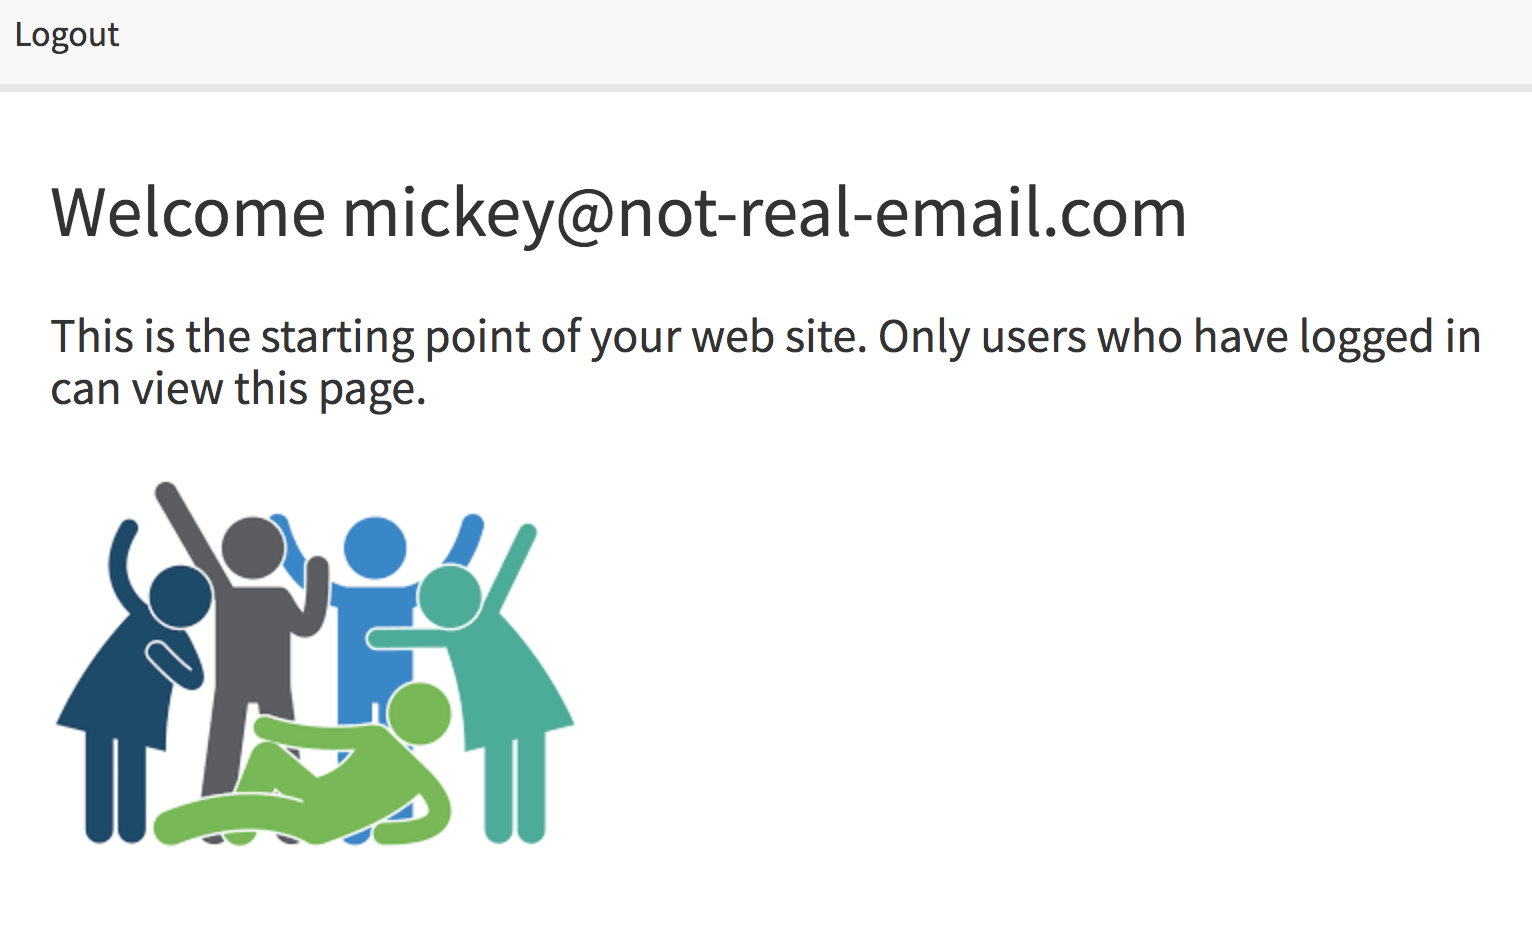 Logout
Welcome mickey@not-real-email.com
This is the starting point of your web site. Only users who have logged in
can view this page.